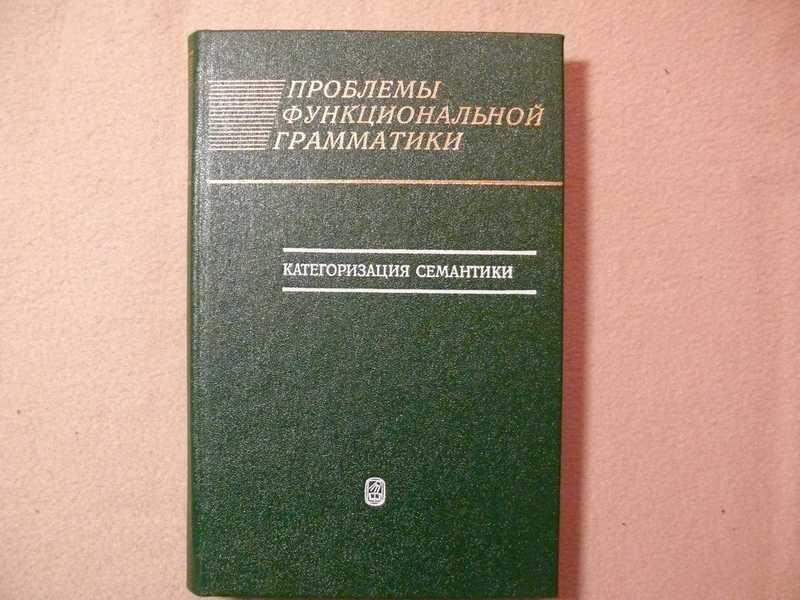 ПРОБЛЕМЫ
ФУНКЦИОНАЛЬНОЙ
ГРАММАТИКИ
КАТЕГОРИЗАЦИЯ СЕМАНТИКИ